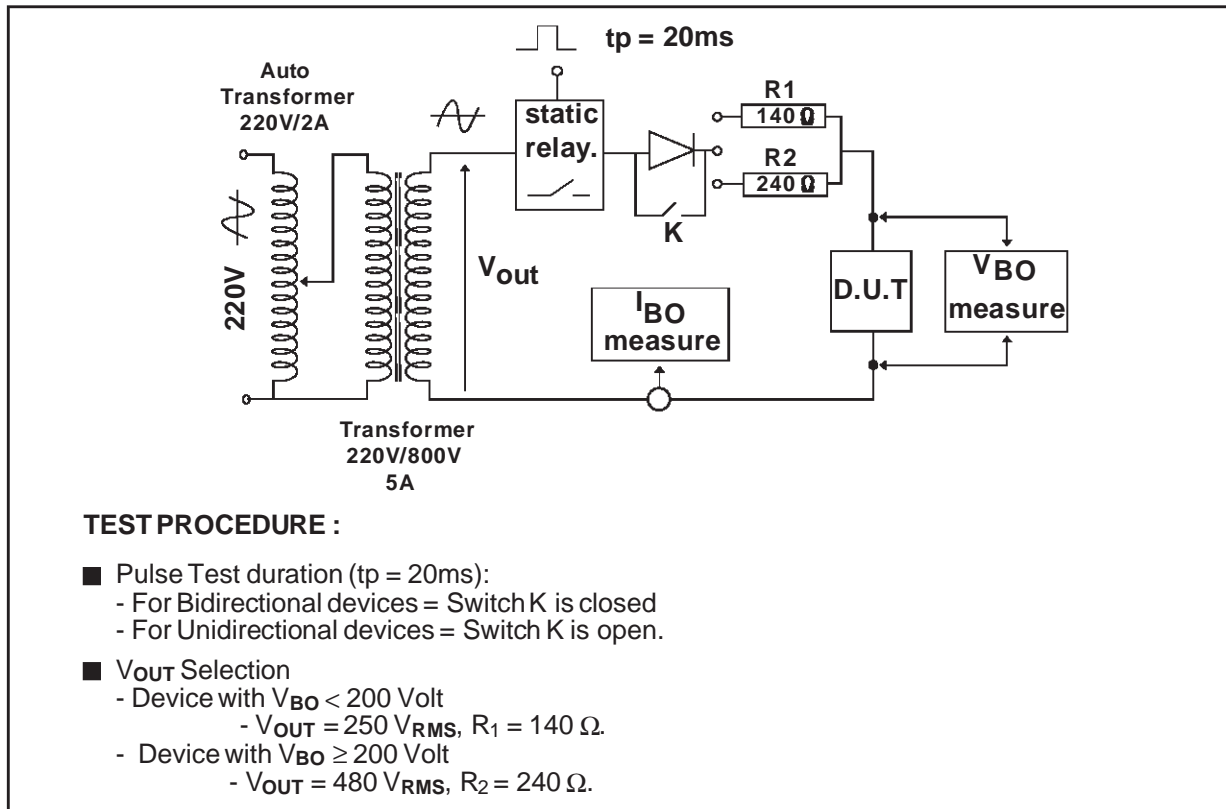 tp = 20ms
Auto
Transformer
220V/2A
static
relay.
R1
140 Ω
R2
240 Ω
K
220V
Vout
IBO
measure
D.U.T
VBO
measure
Transformer
220V/800V
5A
TEST PROCEDURE :
■ Pulse Test duration (tp = 20ms):
- For Bidirectional devices = Switch K is closed
- For Unidirectional devices = Switch K is open.
■ VOUT Selection
- Device with VBO < 200 Volt
- VOUT = 250 VRMS, R1 = 140 Ω.
- Device with VBO ≥ 200 Volt
- VOUT = 480 VRMS, R2 = 240 Ω.